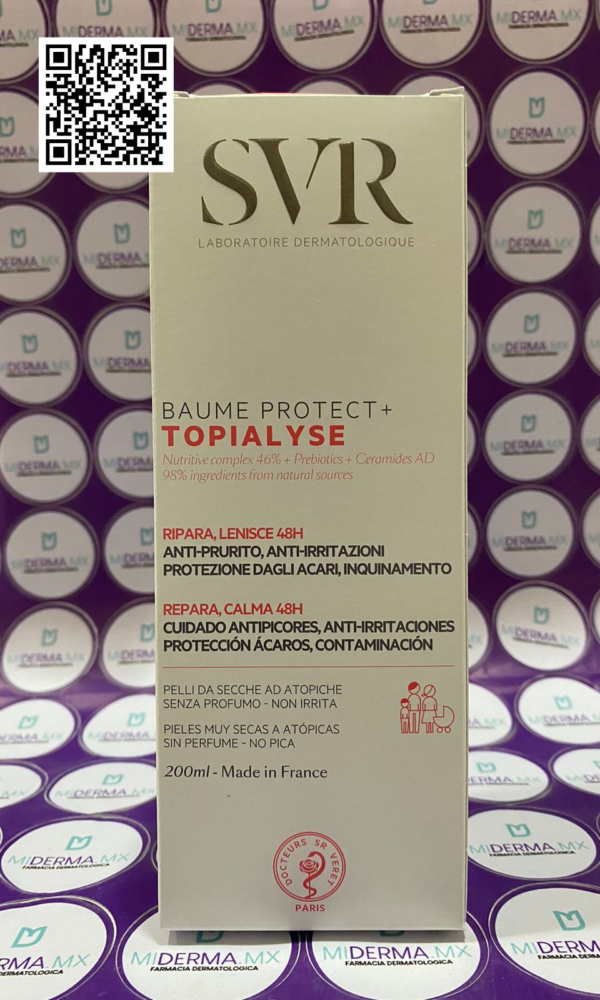 SVR
LABORATOIRE DERMATOLOGIQUE
BAUME PROTECT+
TOPIALYSE
Nutritive complex 46% + Prebiotics + Ceramides AD
98% ingredients from natural sources
RIPARA, LENISCE 48H
ANTI-PRURITO, ANTI-IRRITAZIONI
PROTEZIONE DAGLI ACARI, INQUINAMENTO
REPARA, CALMA 48H
CUIDADO ANTIPICORES, ANTI-IRRITACIONES
PROTECCIÓN ÁCAROS, CONTAMINACIÓN
PELLI DA SECCHE AD ATOPICHE
SENZA PROFUMO - NON IRRITA
PIELES MUY SECAS A ATÓPICAS
SIN PERFUME - NO PICA
200ml - Made in France
DOCTEURS SR VERET
PARIS
MIDERMA.MX
FARMACIA DERMATOLOGICA